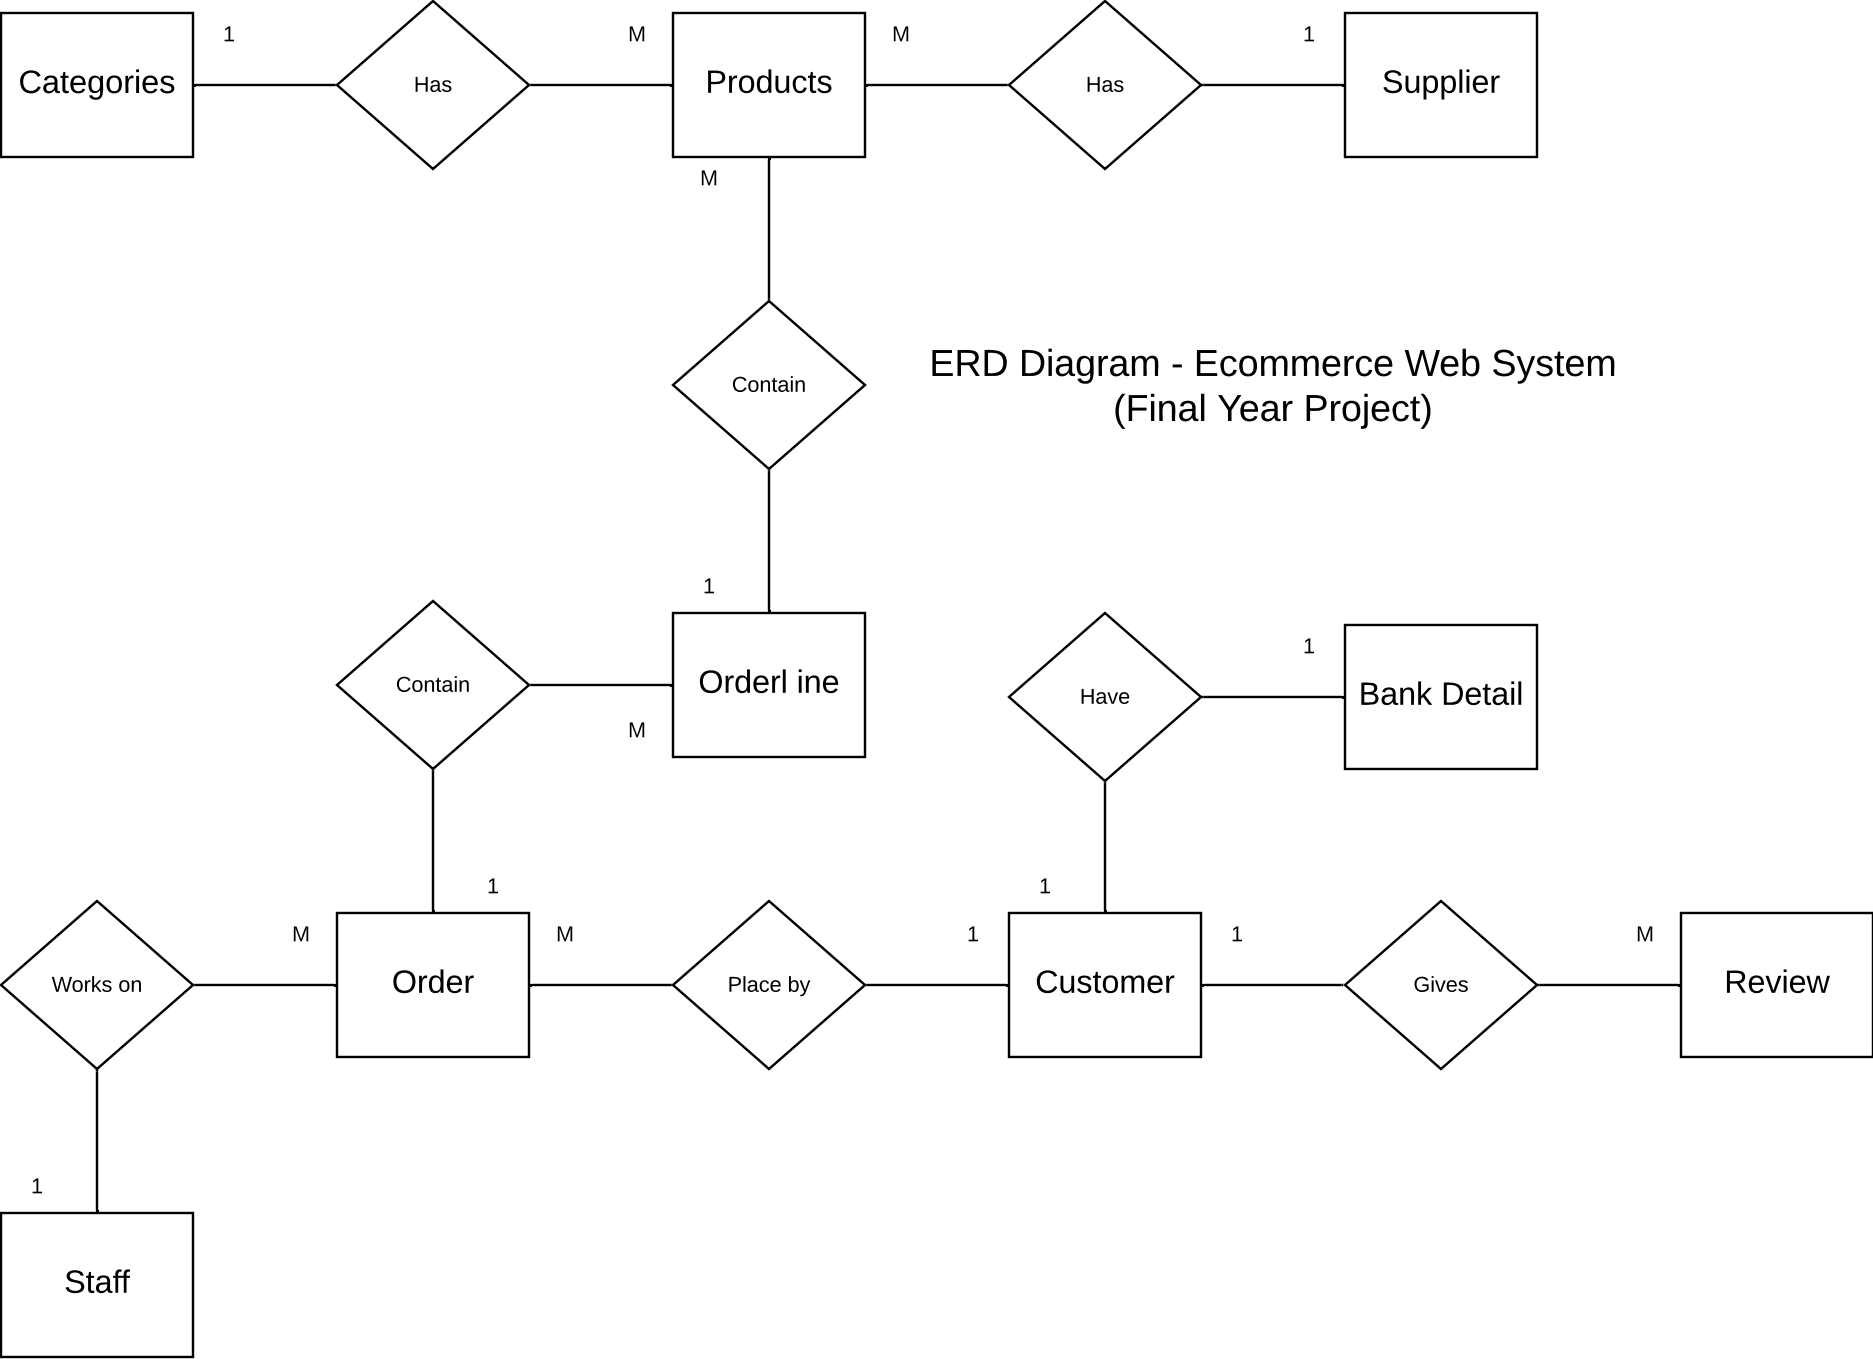 1
M
M
1
Categories
Has
Products
Has
Supplier
M
ERD Diagram - Ecommerce Web System
(Final Year Project)
Contain
1
1
Contain
Orderl ine
Have
Bank Detail
M
1
1
M
M
1
1
M
Works on
Order
Place by
Customer
Gives
Review
1
Staff